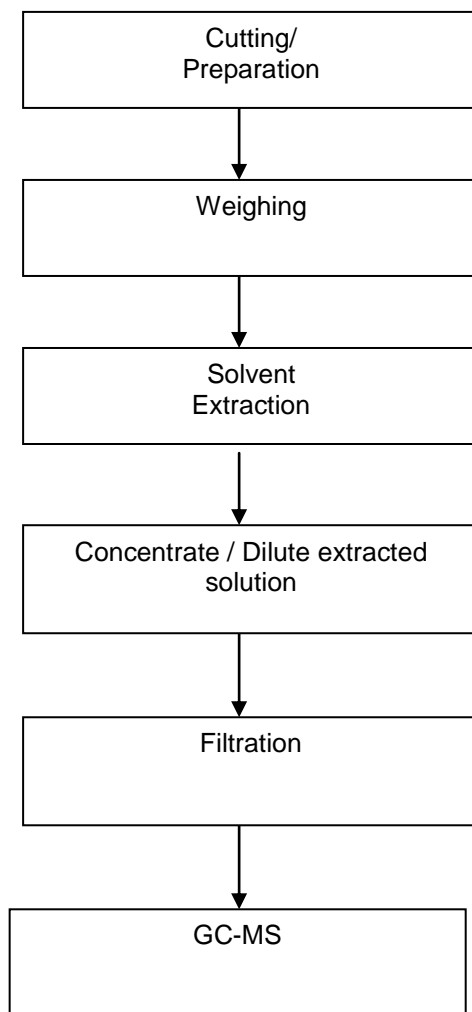 Cutting/
Preparation
Weighing
Solvent
Extraction
Concentrate / Dilute extracted
solution
Filtration
GC-MS